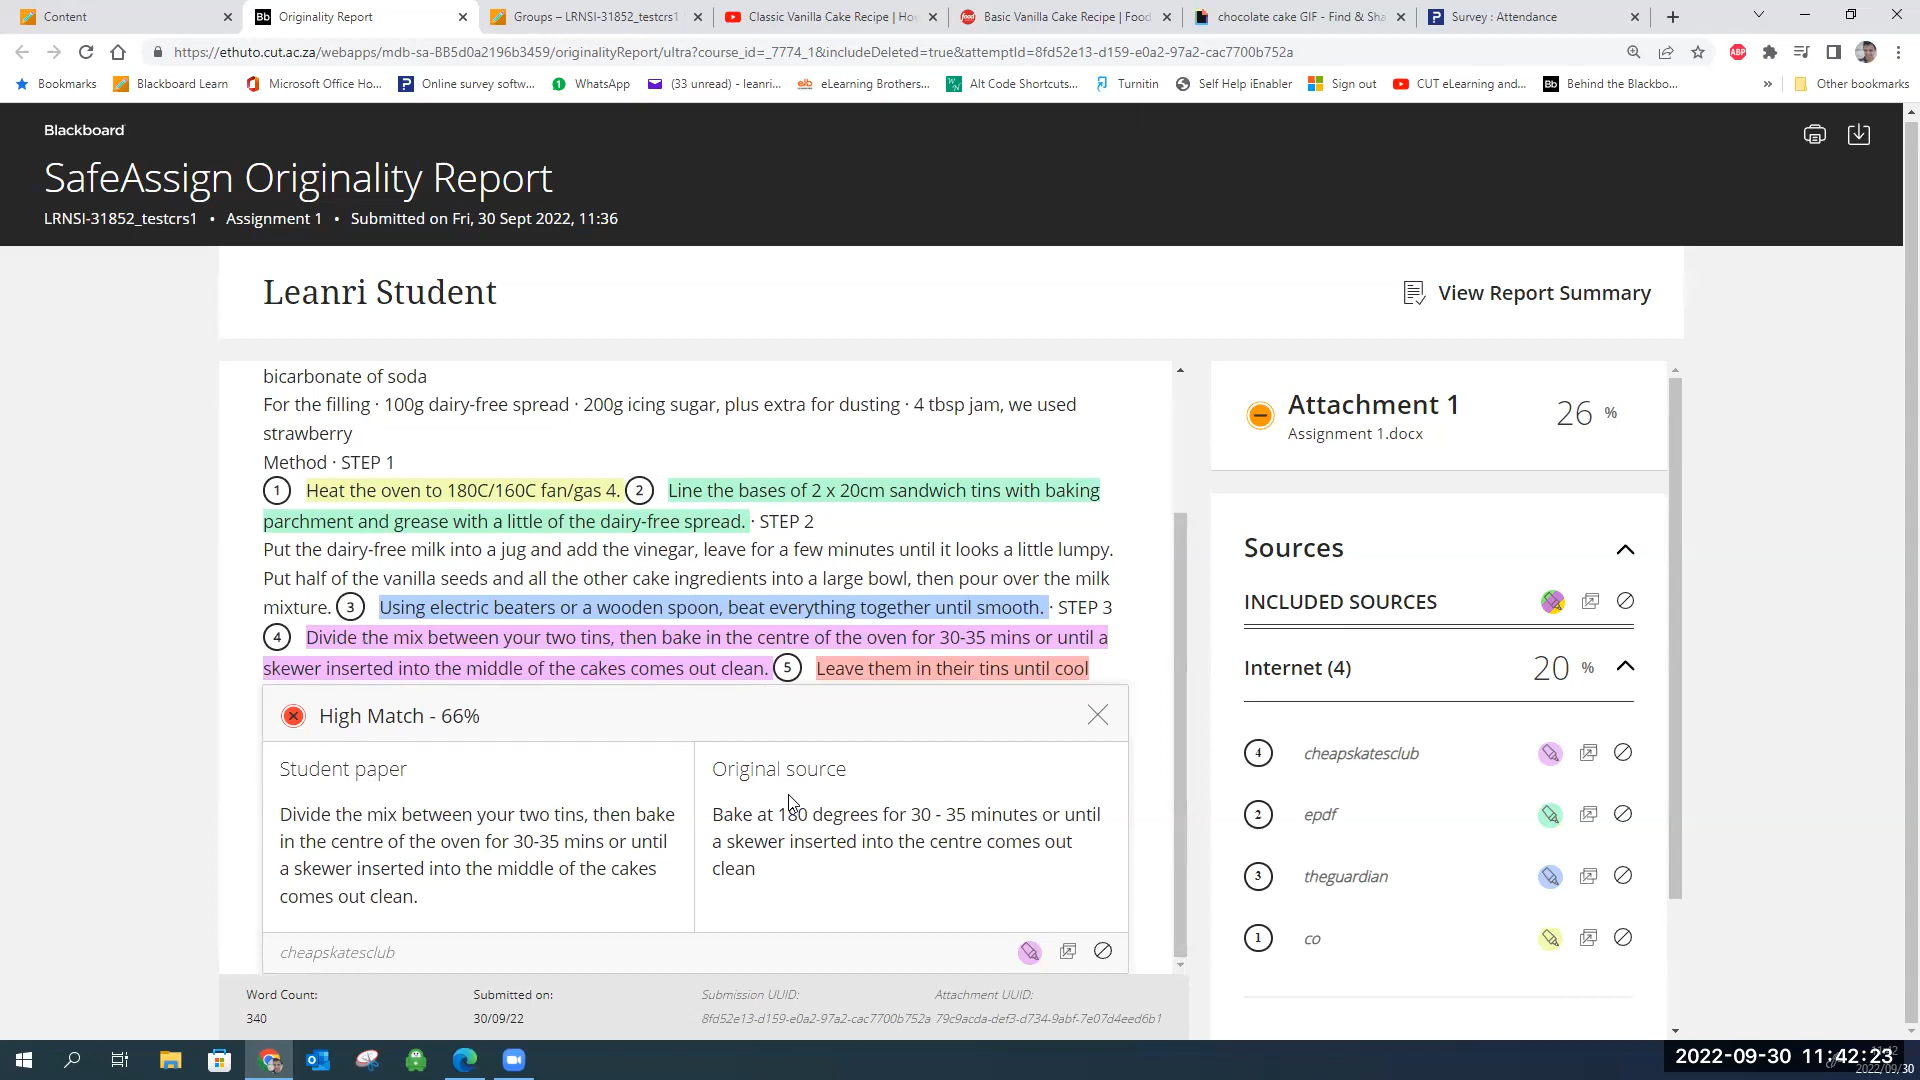 Content
Originality Report
Groups – LRNSI-31852_testcrs1
Classic Vanilla Cake Recipe | Ho
Basic Vanilla Cake Recipe | Food
chocolate cake GIF - Find & Sha
Survey : Attendance
https://ethuto.cut.ac.za/webapps/mdb-sa-BB5d0a2196b3459/originalityReport/ultra?course_id=_7774_1&includeDeleted=true&attemptId=8fd52e13-d159-e0a2-97a2-cac7700b752a
Bookmarks
Blackboard Learn
Microsoft Office Ho...
Online survey softw...
WhatsApp
(33 unread) - leanri...
eLearning Brothers...
Alt Code Shortcuts...
Turnitin
Self Help iEnabler
Sign out
CUT eLearning and...
Behind the Blackbo...
»
Other bookmarks
Blackboard
SafeAssign Originality Report
LRNSI-31852_testcrs1 • Assignment 1 • Submitted on Fri, 30 Sept 2022, 11:36
Leanri Student
View Report Summary
bicarbonate of soda
For the filling · 100g dairy-free spread · 200g icing sugar, plus extra for dusting · 4 tbsp jam, we used
strawberry
Method · STEP 1
1 Heat the oven to 180C/160C fan/gas 4. 2 Line the bases of 2 x 20cm sandwich tins with baking
parchment and grease with a little of the dairy-free spread. · STEP 2
Put the dairy-free milk into a jug and add the vinegar, leave for a few minutes until it looks a little lumpy.
Put half of the vanilla seeds and all the other cake ingredients into a large bowl, then pour over the milk
mixture. 3 Using electric beaters or a wooden spoon, beat everything together until smooth. · STEP 3
4 Divide the mix between your two tins, then bake in the centre of the oven for 30-35 mins or until a
skewer inserted into the middle of the cakes comes out clean. 5 Leave them in their tins until cool
High Match - 66%
Student paper
Divide the mix between your two tins, then bake
in the centre of the oven for 30-35 mins or until
a skewer inserted into the middle of the cakes
comes out clean.
Original source
Bake at 180 degrees for 30 - 35 minutes or until
a skewer inserted into the centre comes out
clean
cheapskatesclub
Word Count:
340
Submitted on:
30/09/22
Submission UUID:
8fd52e13-d159-e0a2-97a2-cac7700b752a
Attachment UUID:
79c9acda-def3-d734-9abf-7e07d4eed6b1
Attachment 1
Assignment 1.docx
26 %
Sources
INCLUDED SOURCES
Internet (4)
20 %
4 cheapskatesclub
2 epdf
3 theguardian
1 co
2022-09-30 11:42:23
2022/09/30